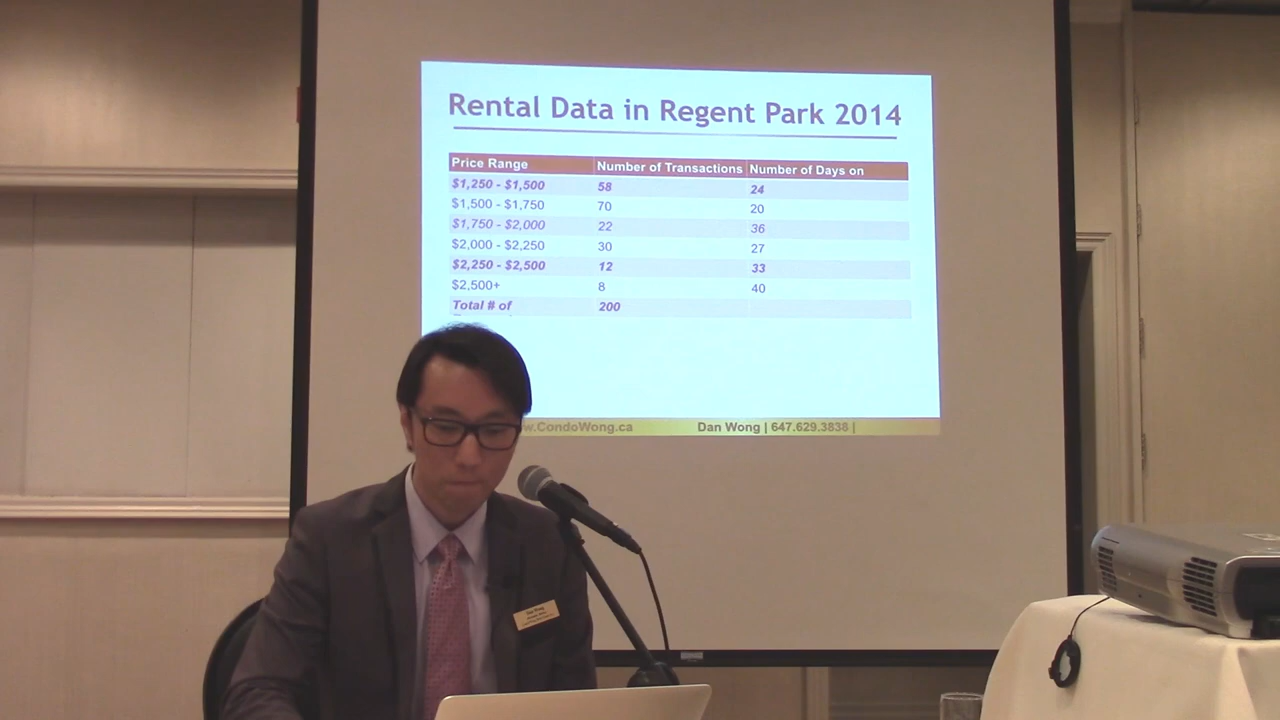 Rental Data in Regent Park 2014
Price Range Number of Transactions Number of Days on
$1,250 - $1,500 58 24
$1,500 - $1,750 70 20
$1,750 - $2,000 22 36
$2,000 - $2,250 30 27
$2,250 - $2,500 12 33
$2,500+ 8 40
Total # of 200
w.CondoWong.ca Dan Wong | 647.629.3838 |
Dan Wong